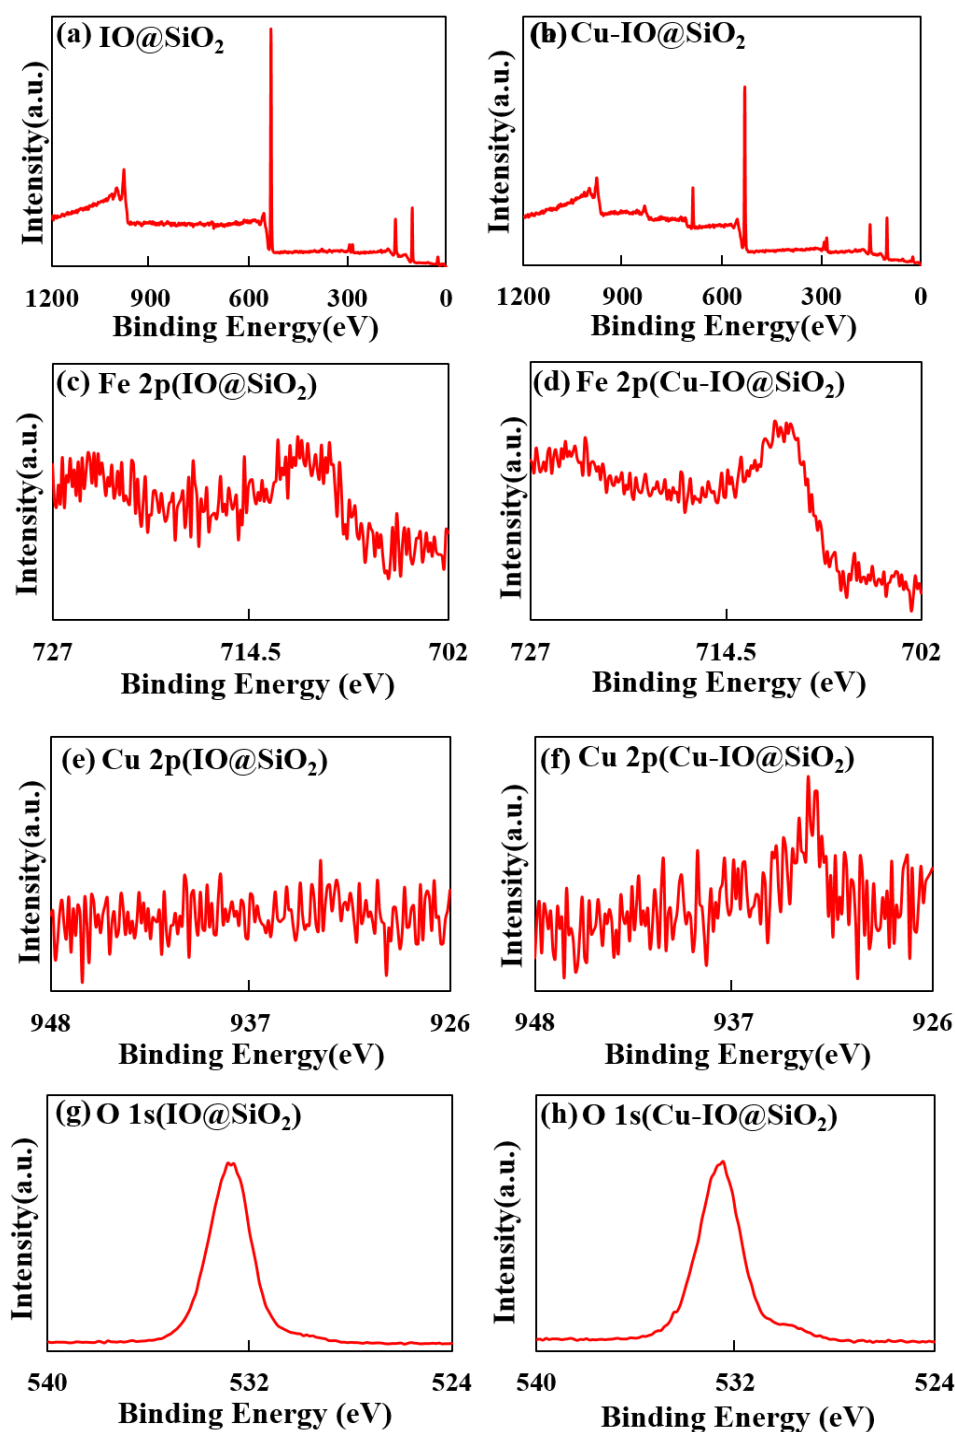 (a) IO@SiO₂
Intensity(a.u.)
1200 900 600 300 0
Binding Energy(eV)
(b) Cu-IO@SiO₂
Intensity(a.u.)
1200 900 600 300 0
Binding Energy(eV)
(c) Fe 2p(IO@SiO₂)
Intensity(a.u.)
727 714.5 702
Binding Energy (eV)
(d) Fe 2p(Cu-IO@SiO₂)
Intensity(a.u.)
727 714.5 702
Binding Energy (eV)
(e) Cu 2p(IO@SiO₂)
Intensity(a.u.)
948 937 926
Binding Energy(eV)
(f) Cu 2p(Cu-IO@SiO₂)
Intensity(a.u.)
948 937 926
Binding Energy(eV)
(g) O 1s(IO@SiO₂)
Intensity(a.u.)
540 532 524
Binding Energy (eV)
(h) O 1s(Cu-IO@SiO₂)
Intensity(a.u.)
540 532 524
Binding Energy (eV)